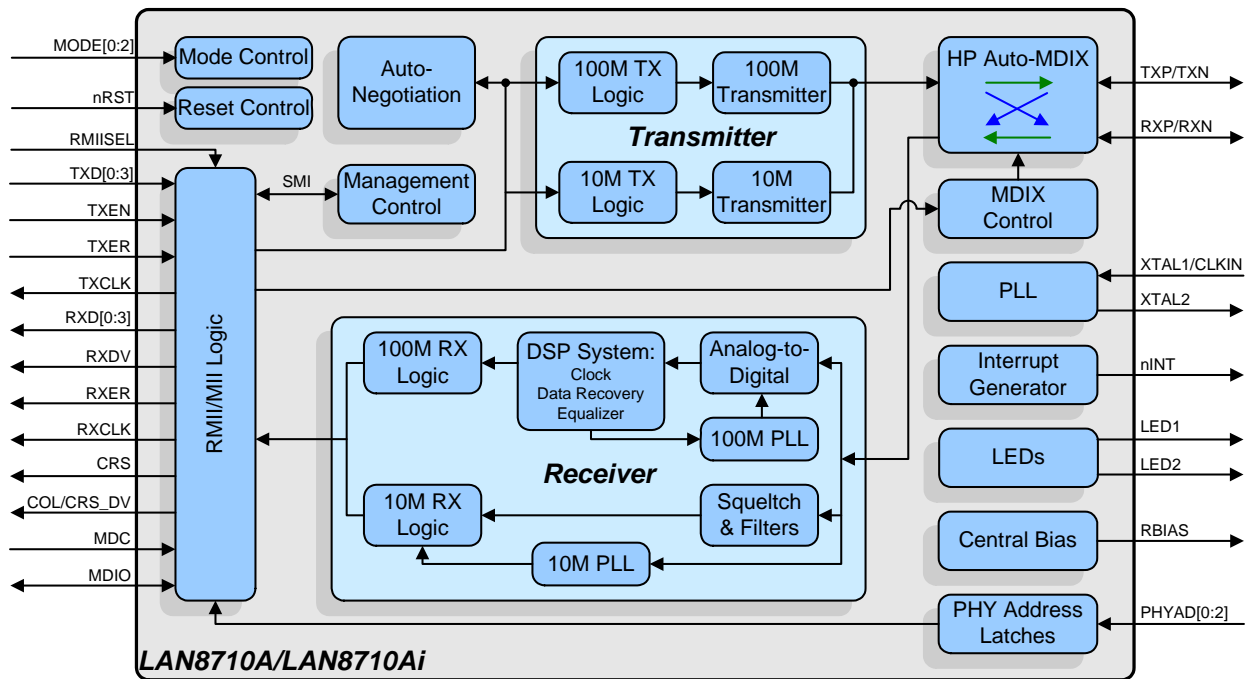 MODE[0:2]
nRST
RMIISEL
TXD[0:3]
TXEN
TXER
TXCLK
RXD[0:3]
RXDV
RXER
RXCLK
CRS
COL/CRS_DV
MDC
MDIO
Mode Control
Reset Control
RMII/MII Logic
SMI
Auto-
Negotiation
Management
Control
100M TX
Logic
100M
Transmitter
Transmitter
10M TX
Logic
10M
Transmitter
HP Auto-MDIX
MDIX
Control
PLL
Interrupt
Generator
LEDs
Central Bias
PHY Address
Latches
100M RX
Logic
DSP System:
Clock
Data Recovery
Equalizer
Analog-to-
Digital
100M PLL
Receiver
10M RX
Logic
Squeltch
& Filters
10M PLL
TXP/TXN
RXP/RXN
XTAL1/CLKIN
XTAL2
nINT
LED1
LED2
RBIAS
PHYAD[0:2]
LAN8710A/LAN8710Ai